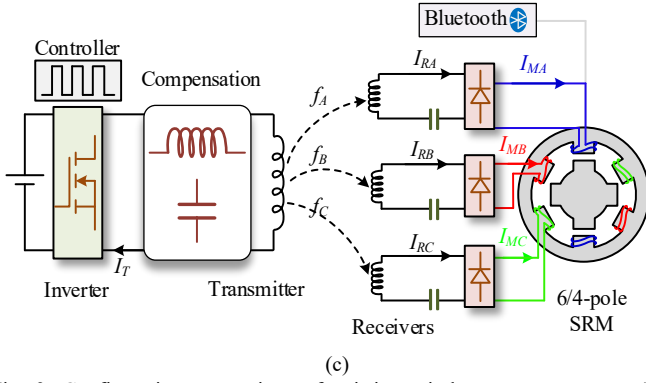 Bluetooth
Controller
Compensation
f_A
f_B
f_C
I_RA
I_MA
I_RB
I_MB
I_RC
I_MC
I_T
Inverter
Transmitter
Receivers
6/4-pole
SRM
(c)